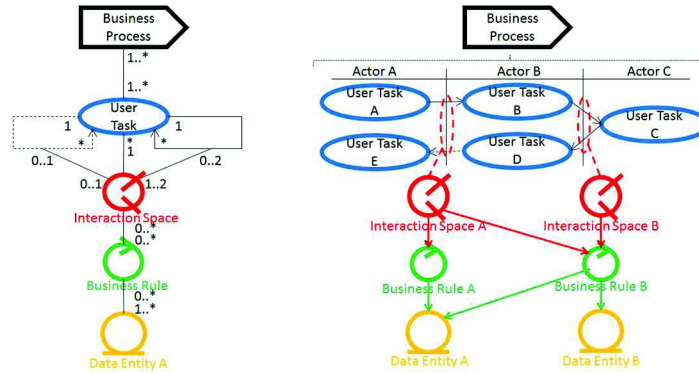 Business
Process
1..*
1..*
User
Task
1
1
*
*
*
1
0..1
0..2
0..1
1..2
Interaction Space
0..*
0..*
Business Rule
0..*
1..*
Data Entity A
Business
Process
Actor A
Actor B
Actor C
User Task
A
User Task
B
User Task
C
User Task
E
User Task
D
Interaction Space A
Interaction Space B
Business Rule A
Business Rule B
Data Entity A
Data Entity B